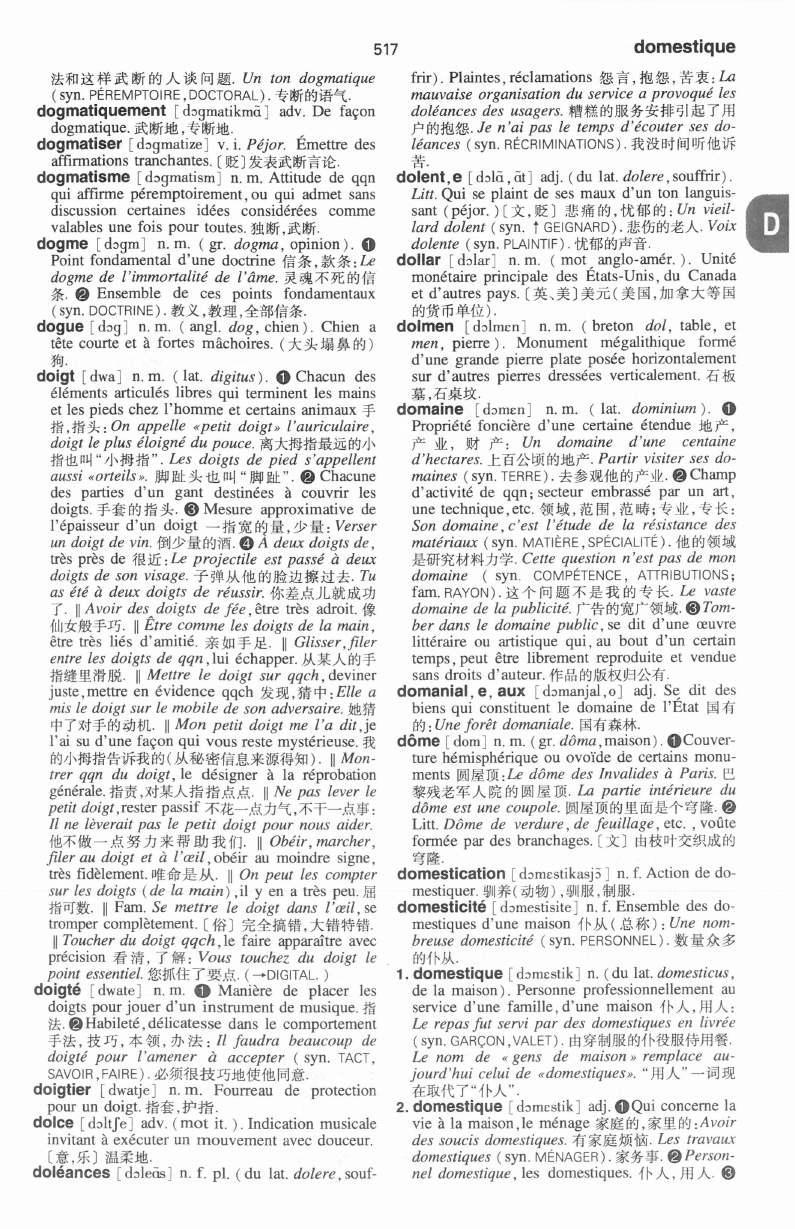 517
domestique
法和这样武断的人谈问题. Un ton dogmatique
(syn. PÉREMPTOIRE, DOCTORAL). 专断的语气.
dogmatiquement [dɔgmatikmɑ̃] adv. De façon
dogmatique. 武断地,专断地.
dogmatiser [dɔgmatize] v. i. Péjor. Émettre des
affirmations tranchantes.〔贬〕发表武断言论.
dogmatisme [dɔgmatism] n. m. Attitude de qqn
qui affirme péremptoirement, ou qui admet sans
discussion certaines idées considérées comme
valables une fois pour toutes. 独断,武断.
dogme [dɔgm] n. m. (gr. dogma, opinion). ❶
Point fondamental d'une doctrine 信条,款条: Le
dogme de l'immortalité de l'âme. 灵魂不死的信
条. ❷ Ensemble de ces points fondamentaux
(syn. DOCTRINE). 教义,教理,全部信条.
dogue [dɔg] n. m. (angl. dog, chien). Chien a
tête courte et à fortes mâchoires. (大头塌鼻的)
狗.
doigt [dwa] n. m. (lat. digitus). ❶ Chacun des
éléments articulés libres qui terminent les mains
et les pieds chez l'homme et certains animaux 手
指,指头: On appelle «petit doigt» l'auriculaire,
doigt le plus éloigné du pouce. 离大拇指最远的小
指也叫“小拇指”. Les doigts de pied s'appellent
aussi «orteils». 脚趾头也叫“脚趾”. ❷ Chacune
des parties d'un gant destinées à couvrir les
doigts. 手套的指头. ❸ Mesure approximative de
l'épaisseur d'un doigt 一指宽的量,少量: Verser
un doigt de vin. 倒少量的酒. ❹ À deux doigts de,
très près de 很近: Le projectile est passé à deux
doigts de son visage. 子弹从他的脸边擦过去. Tu
as été à deux doigts de réussir. 你差点儿就成功
了. ‖ Avoir des doigts de fée, être très adroit. 像
仙女般手巧. ‖ Être comme les doigts de la main,
être très liés d'amitié. 亲如手足. ‖ Glisser, filer
entre les doigts de qqn, lui échapper. 从某人的手
指缝里滑脱. ‖ Mettre le doigt sur qqch, deviner
juste, mettre en évidence qqch 发现,猜中: Elle a
mis le doigt sur le mobile de son adversaire. 她猜
中了对手的动机. ‖ Mon petit doigt me l'a dit, je
l'ai su d'une façon qui vous reste mystérieuse. 我
的小拇指告诉我的(从秘密信息来源得知). ‖ Mon-
trer qqn du doigt, le désigner à la réprobation
générale. 指责,对某人指指点点. ‖ Ne pas lever le
petit doigt, rester passif 不花一点力气,不干一点事:
Il ne lèverait pas le petit doigt pour nous aider.
他不做一点努力来帮助我们. ‖ Obéir, marcher,
filer au doigt et à l'œil, obéir au moindre signe,
très fidèlement. 唯命是从. ‖ On peut les compter
sur les doigts (de la main), il y en a très peu. 屈
指可数. ‖ Fam. Se mettre le doigt dans l'œil, se
tromper complètement.〔俗〕完全搞错,大错特错.
‖ Toucher du doigt qqch, le faire apparaître avec
précision 看清,了解: Vous touchez du doigt le
point essentiel. 您抓住了要点. (→DIGITAL.)
doigté [dwate] n. m. ❶ Manière de placer les
doigts pour jouer d'un instrument de musique. 指
法. ❷ Habileté, délicatesse dans le comportement
手法,技巧,本领,办法: Il faudra beaucoup de
doigté pour l'amener à accepter (syn. TACT,
SAVOIR, FAIRE). 必须很技巧地使他同意.
doigtier [dwatje] n. m. Fourreau de protection
pour un doigt. 指套,护指.
dolce [dɔltʃe] adv. (mot it.). Indication musicale
invitant à exécuter un mouvement avec douceur.
〔意,乐〕温柔地.
doléances [dɔleɑ̃s] n. f. pl. (du lat. dolere, souf-
frir). Plaintes, réclamations 怨言,抱怨,苦衷: La
mauvaise organisation du service a provoqué les
doléances des usagers. 糟糕的服务安排引起了用
户的抱怨. Je n'ai pas le temps d'écouter ses do-
léances (syn. RÉCRIMINATIONS). 我没时间听他诉
苦.
dolent, e [dɔlɑ̃, ɑ̃t] adj. (du lat. dolere, souffrir).
Litt. Qui se plaint de ses maux d'un ton languis-
sant (péjor.)〔文,贬〕悲痛的,忧郁的: Un vieil-
lard dolent (syn. ↑ GEIGNARD). 悲伤的老人. Voix
dolente (syn. PLAINTIF). 忧郁的声音.
D
dollar [dɔlar] n. m. (mot anglo-amér.). Unité
monétaire principale des États-Unis, du Canada
et d'autres pays.〔英、美〕美元(美国,加拿大等国
的货币单位).
dolmen [dɔlmɛn] n. m. (breton dol, table, et
men, pierre). Monument mégalithique formé
d'une grande pierre plate posée horizontalement
sur d'autres pierres dressées verticalement. 石板
墓,石桌坟.
domaine [dɔmɛn] n. m. (lat. dominium). ❶
Propriété foncière d'une certaine étendue 地产,
产业,财产: Un domaine d'une centaine
d'hectares. 上百公顷的地产. Partir visiter ses do-
maines (syn. TERRE). 去参观他的产业. ❷ Champ
d'activité de qqn; secteur embrassé par un art,
une technique, etc. 领域,范围,范畴;专业,专长:
Son domaine, c'est l'étude de la résistance des
matériaux (syn. MATIÈRE, SPÉCIALITÉ). 他的领域
是研究材料力学. Cette question n'est pas de mon
domaine (syn. COMPÉTENCE, ATTRIBUTIONS;
fam. RAYON). 这个问题不是我的专长. Le vaste
domaine de la publicité. 广告的宽广领域. ❸ Tom-
ber dans le domaine public, se dit d'une œuvre
littéraire ou artistique qui, au bout d'un certain
temps, peut être librement reproduite et vendue
sans droits d'auteur. 作品的版权归公有.
domanial, e, aux [dɔmanjal, o] adj. Se dit des
biens qui constituent le domaine de l'État 国有
的: Une forêt domaniale. 国有森林.
dôme [dom] n. m. (gr. dôma, maison). ❶ Couver-
ture hémisphérique ou ovoïde de certains monu-
ments 圆屋顶: Le dôme des Invalides à Paris. 巴
黎残老军人院的圆屋顶. La partie intérieure du
dôme est une coupole. 圆屋顶的里面是个穹隆. ❷
Litt. Dôme de verdure, de feuillage, etc., voûte
formée par des branchages.〔文〕由枝叶交织成的
穹隆.
domestication [dɔmɛstikasjɔ̃] n. f. Action de do-
mestiquer. 驯养(动物),驯服,制服.
domesticité [dɔmɛstisite] n. f. Ensemble des do-
mestiques d'une maison 仆从(总称): Une nom-
breuse domesticité (syn. PERSONNEL). 数量众多
的仆从.
1. domestique [dɔmɛstik] n. (du lat. domesticus,
de la maison). Personne professionnellement au
service d'une famille, d'une maison 仆人,用人:
Le repas fut servi par des domestiques en livrée
(syn. GARÇON, VALET). 由穿制服的仆役服侍用餐.
Le nom de «gens de maison» remplace au-
jourd'hui celui de «domestiques». “用人”一词现
在取代了“仆人”.
2. domestique [dɔmɛstik] adj. ❶ Qui concerne la
vie à la maison, le ménage 家庭的,家里的: Avoir
des soucis domestiques. 有家庭烦恼. Les travaux
domestiques (syn. MÉNAGER). 家务事. ❷ Person-
nel domestique, les domestiques. 仆人,用人. ❸